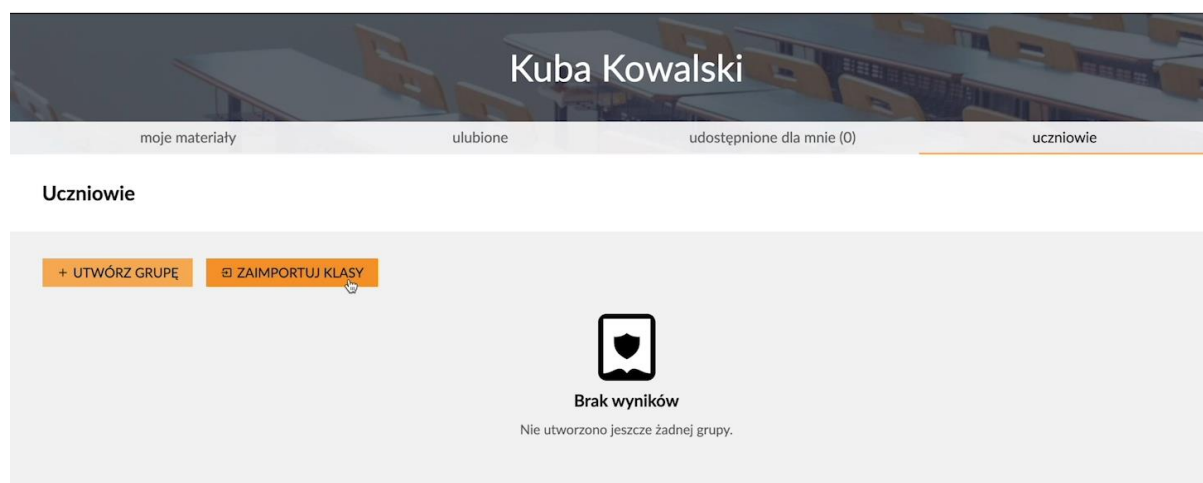 Kuba Kowalski
moje materiały
ulubione
udostępnione dla mnie (0)
uczniowie
Uczniowie
+ UTWÓRZ GRUPĘ
ZAIMPORTUJ KLASY
Brak wyników
Nie utworzono jeszcze żadnej grupy.